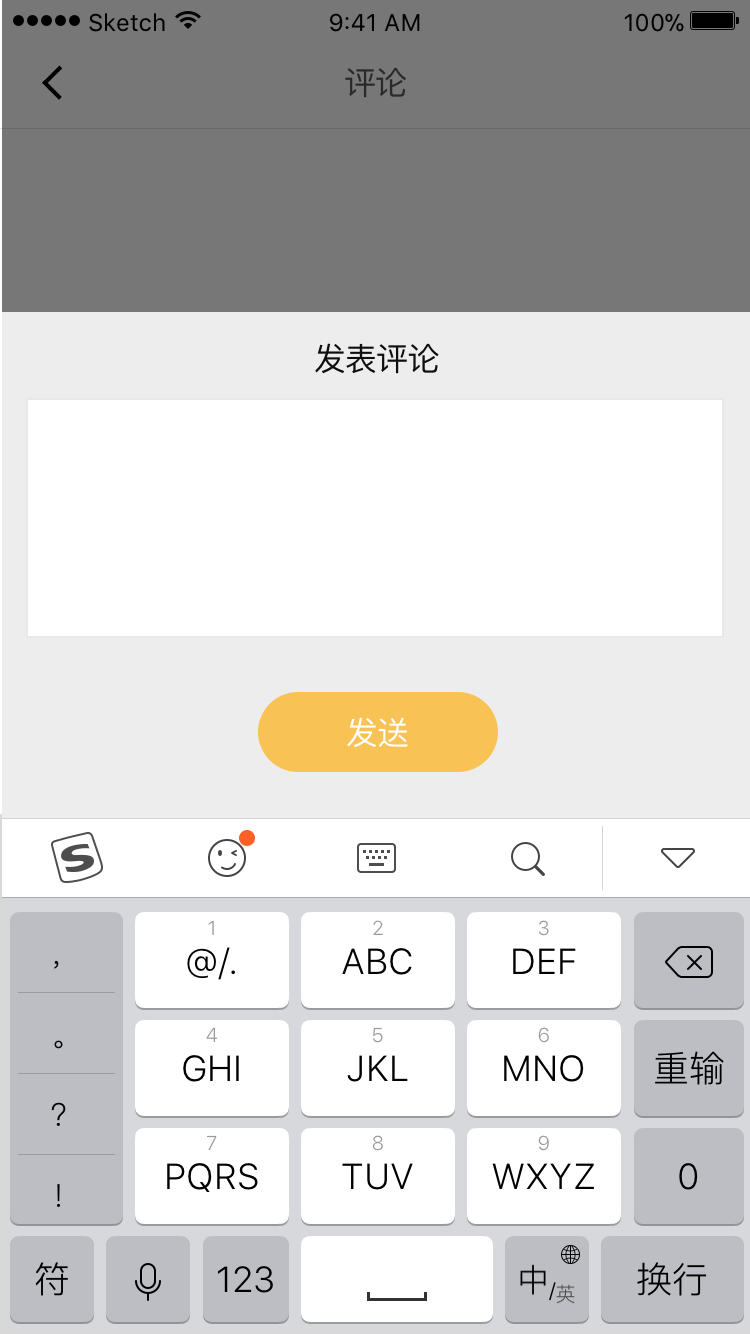 Sketch 9:41 AM 100%
评论
发表评论
发送
S
， 1 2 3
@/. ABC DEF
。 4 5 6
GHI JKL MNO 重输
? 7 8 9
PQRS TUV WXYZ 0
!
符 123 中/英 换行